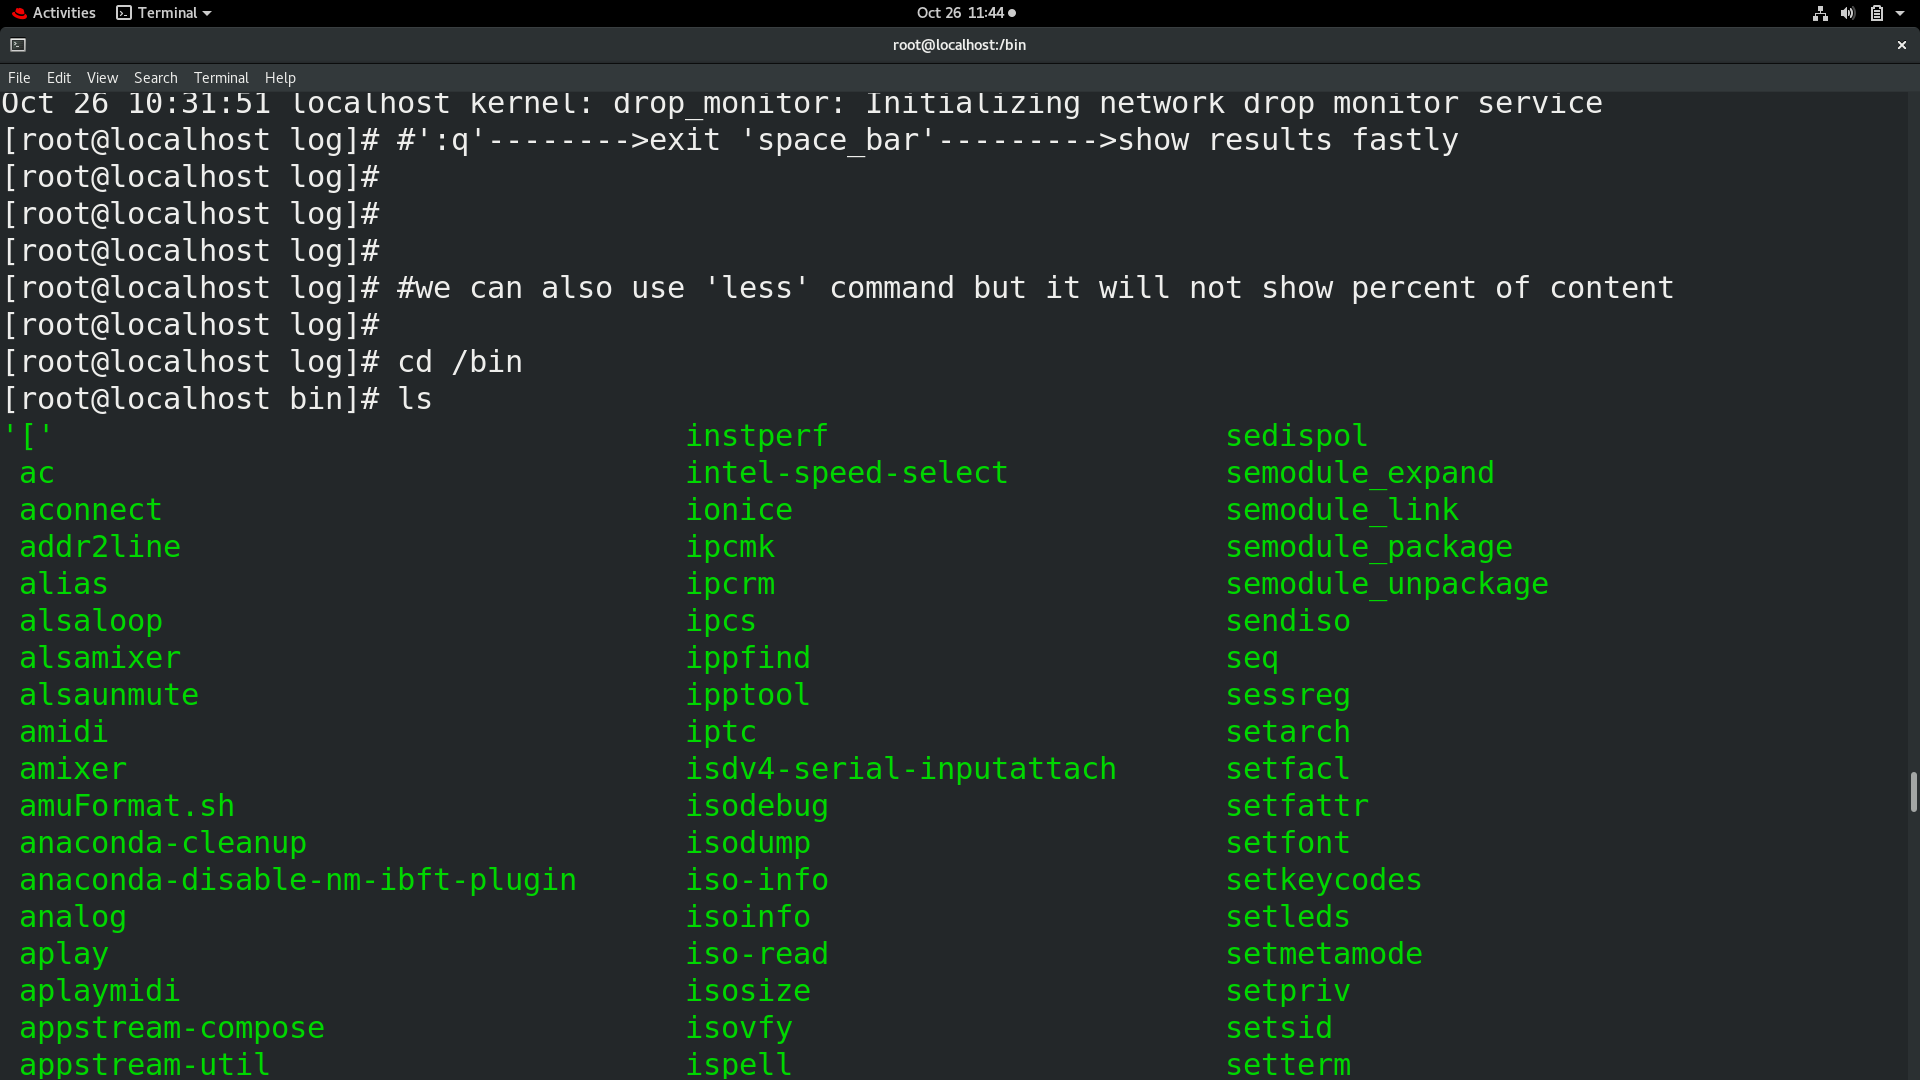 Activities Terminal Oct 26 11:44
root@localhost:/bin
File Edit View Search Terminal Help
Oct 26 10:31:51 localhost kernel: drop_monitor: Initializing network drop monitor service
[root@localhost log]# #':q'-------->exit 'space_bar'--------->show results fastly
[root@localhost log]#
[root@localhost log]#
[root@localhost log]#
[root@localhost log]# #we can also use 'less' command but it will not show percent of content
[root@localhost log]#
[root@localhost log]# cd /bin
[root@localhost bin]# ls
'[' instperf sedispol
ac intel-speed-select semodule_expand
aconnect ionice semodule_link
addr2line ipcmk semodule_package
alias ipcrm semodule_unpackage
alsaloop ipcs sendiso
alsamixer ippfind seq
alsaunmute ipptool sessreg
amidi iptc setarch
amixer isdv4-serial-inputattach setfacl
amuFormat.sh isodebug setfattr
anaconda-cleanup isodump setfont
anaconda-disable-nm-ibft-plugin iso-info setkeycodes
analog isoinfo setleds
aplay iso-read setmetamode
aplaymidi isosize setpriv
appstream-compose isovfy setsid
appstream-util ispell setterm